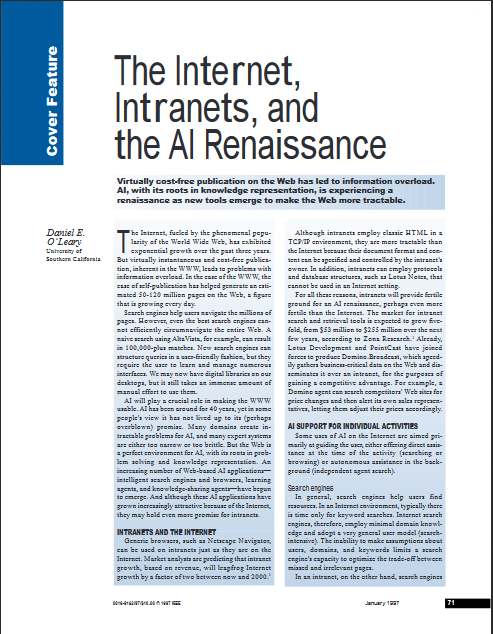 Cover Feature
The Internet,
Intranets, and
the AI Renaissance
Virtually cost-free publication on the Web has led to information overload.
AI, with its roots in knowledge representation, is experiencing a
renaissance as new tools emerge to make the Web more tractable.
Daniel E.
O'Leary
University of
Southern California
The Internet, fueled by the phenomenal popu-
larity of the World Wide Web, has exhibited
exponential growth over the past three years.
But virtually instantaneous and cost-free publica-
tion, inherent in the WWW, leads to problems with
information overload. In the case of the WWW, the
ease of self-publication has helped generate an esti-
mated 50-120 million pages on the Web, a figure
that is growing every day.
Search engines help users navigate the millions of
pages. However, even the best search engines can-
not efficiently circumnavigate the entire Web. A
naive search using AltaVista, for example, can result
in 100,000-plus matches. New search engines can
structure queries in a user-friendly fashion, but they
require the user to learn and manage numerous
interfaces. We may now have digital libraries on our
desktops, but it still takes an immense amount of
manual effort to use them.
AI will play a crucial role in making the WWW
usable. AI has been around for 40 years, yet in some
people's view it has not lived up to its (perhaps
overblown) promise. Many domains create in-
tractable problems for AI, and many expert systems
are either too narrow or too brittle. But the Web is
a perfect environment for AI, with its roots in prob-
lem solving and knowledge representation. An
increasing number of Web-based AI applications—
intelligent search engines and browsers, learning
agents, and knowledge-sharing agents—have begun
to emerge. And although these AI applications have
grown increasingly attractive because of the Internet,
they may hold even more promise for intranets.
INTRANETS AND THE INTERNET
Generic browsers, such as Netscape Navigator,
can be used on intranets just as they are on the
Internet. Market analysts are predicting that intranet
growth, based on revenue, will leapfrog Internet
growth by a factor of two between now and 2000.¹
Although intranets employ classic HTML in a
TCP/IP environment, they are more tractable than
the Internet because their document format and con-
tent can be specified and controlled by the intranet's
owner. In addition, intranets can employ protocols
and database structures, such as Lotus Notes, that
cannot be used in an Internet setting.
For all these reasons, intranets will provide fertile
ground for an AI renaissance, perhaps even more
fertile than the Internet. The market for intranet
search and retrieval tools is expected to grow five-
fold, from $53 million to $255 million over the next
few years, according to Zona Research.¹ Already,
Lotus Development and PointCast have joined
forces to produce Domino.Broadcast, which speed-
ily gathers business-critical data on the Web and dis-
seminates it over an intranet, for the purposes of
gaining a competitive advantage. For example, a
Domino agent can search competitors' Web sites for
price changes and then alert its own sales represen-
tatives, letting them adjust their prices accordingly.
AI SUPPORT FOR INDIVIDUAL ACTIVITIES
Some uses of AI on the Internet are aimed pri-
marily at guiding the user, either offering direct assis-
tance at the time of the activity (searching or
browsing) or autonomous assistance in the back-
ground (independent agent search).
Search engines
In general, search engines help users find
resources. In an Internet environment, typically there
is time only for keyword searches. Internet search
engines, therefore, employ minimal domain knowl-
edge and adopt a very general user model (search-
intensive). The inability to make assumptions about
users, domains, and keywords limits a search
engine's capacity to optimize the trade-off between
missed and irrelevant pages.
In an intranet, on the other hand, search engines
0018-9162/97/$10.00 © 1997 IEEE
January 1997
71